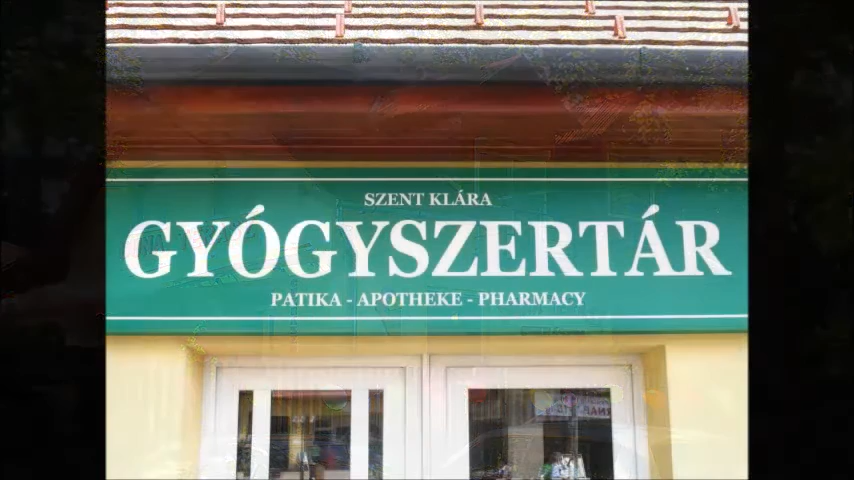 SZENT KLÁRA
GYÓGYSZERTÁR
PATIKA - APOTHEKE - PHARMACY